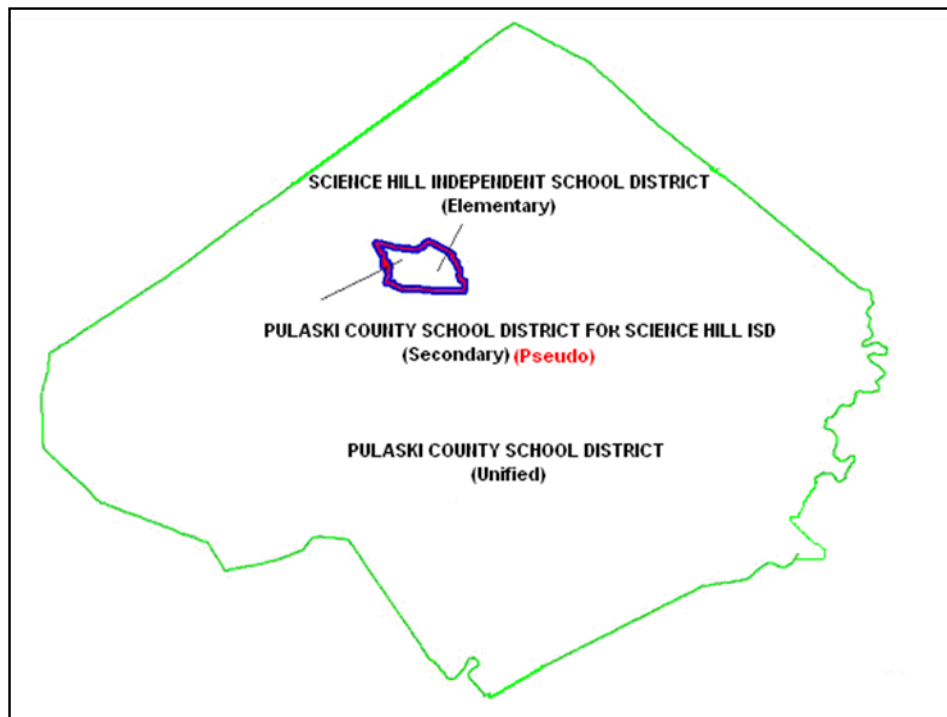 SCIENCE HILL INDEPENDENT SCHOOL DISTRICT
(Elementary)
PULASKI COUNTY SCHOOL DISTRICT FOR SCIENCE HILL ISD
(Secondary) (Pseudo)
PULASKI COUNTY SCHOOL DISTRICT
(Unified)